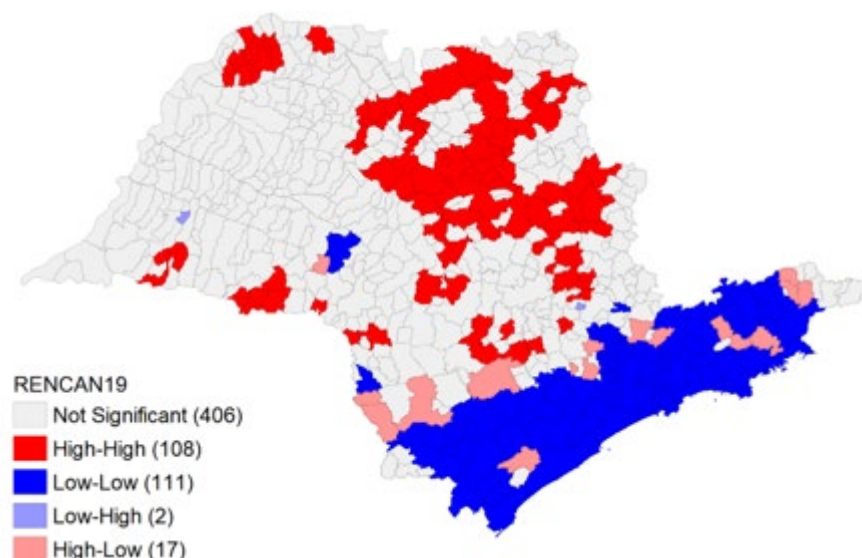 RENCAN19
Not Significant (406)
High-High (108)
Low-Low (111)
Low-High (2)
High-Low (17)